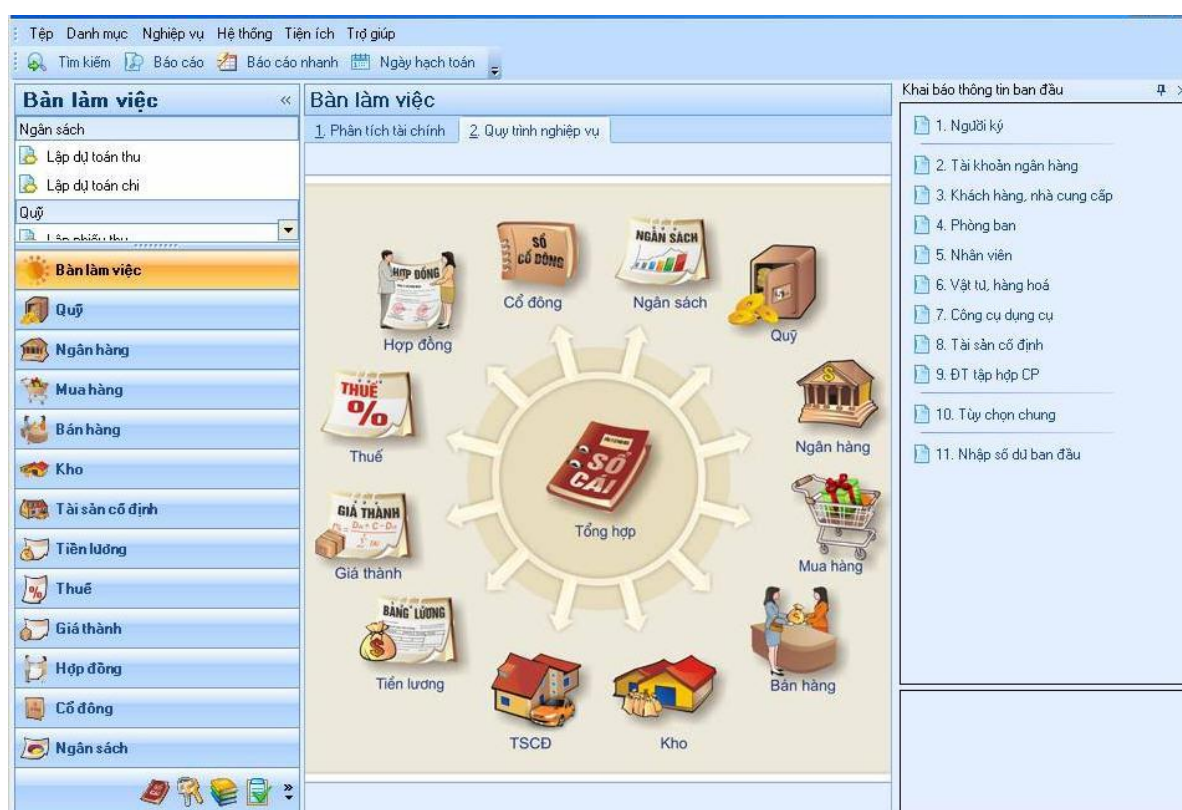 Tệp Danh mục Nghiệp vụ Hệ thống Tiện ích Trợ giúp
Tìm kiếm Báo cáo Báo cáo nhanh Ngày hạch toán
Bàn làm việc «
Ngân sách
Lập dự toán thu
Lập dự toán chi
Quỹ
Lập phiếu thu
Bàn làm việc
Quỹ
Ngân hàng
Mua hàng
Bán hàng
Kho
Tài sản cố định
Tiền lương
Thuế
Giá thành
Hợp đồng
Cổ đông
Ngân sách
Bàn làm việc
1. Phân tích tài chính 2. Quy trình nghiệp vụ
HỢP ĐỒNG
Hợp đồng
SỔ
CỔ ĐÔNG
Cổ đông
NGÂN SÁCH
Ngân sách
Quỹ
THUẾ
%
Thuế
Ngân hàng
SỔ
CÁI
Tổng hợp
GIÁ THÀNH
Giá thành
Mua hàng
BẢNG LƯƠNG
Tiền lương
TSCĐ
Kho
Bán hàng
Khai báo thông tin ban đầu
1. Người ký
2. Tài khoản ngân hàng
3. Khách hàng, nhà cung cấp
4. Phòng ban
5. Nhân viên
6. Vật tư, hàng hoá
7. Công cụ dụng cụ
8. Tài sản cố định
9. ĐT tập hợp CP
10. Tùy chọn chung
11. Nhập số dư ban đầu